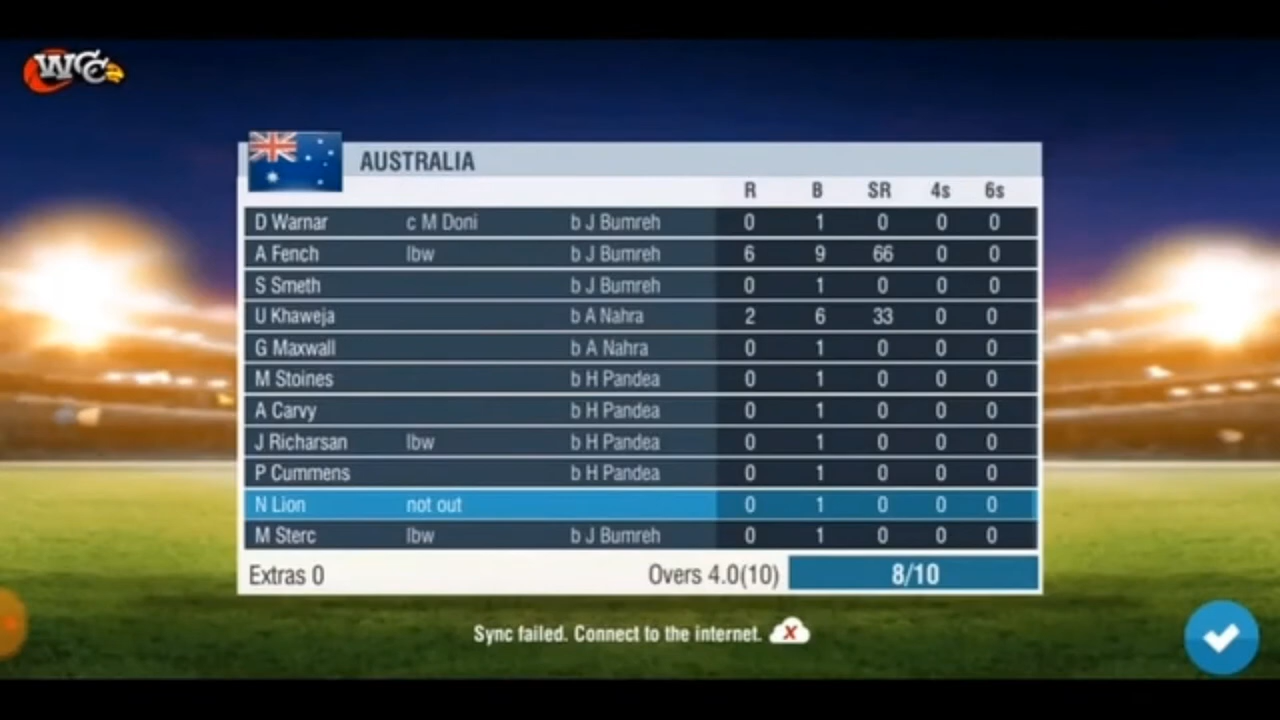 WCC
AUSTRALIA
R B SR 4s 6s
D Warnar c M Doni b J Bumreh 0 1 0 0 0
A Fench lbw b J Bumreh 6 9 66 0 0
S Smeth b J Bumreh 0 1 0 0 0
U Khaweja b A Nahra 2 6 33 0 0
G Maxwall b A Nahra 0 1 0 0 0
M Stoines b H Pandea 0 1 0 0 0
A Carvy b H Pandea 0 1 0 0 0
J Richarsan lbw b H Pandea 0 1 0 0 0
P Cummens b H Pandea 0 1 0 0 0
N Lion not out 0 1 0 0 0
M Sterc lbw b J Bumreh 0 1 0 0 0
Extras 0 Overs 4.0(10) 8/10
Sync failed. Connect to the internet.